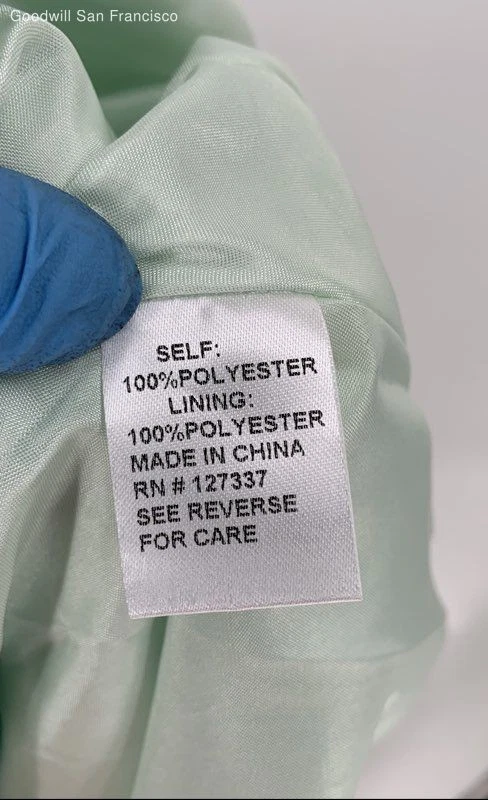 Goodwill San Francisco
SELF:
100%POLYESTER
LINING:
100%POLYESTER
MADE IN CHINA
RN # 127337
SEE REVERSE
FOR CARE